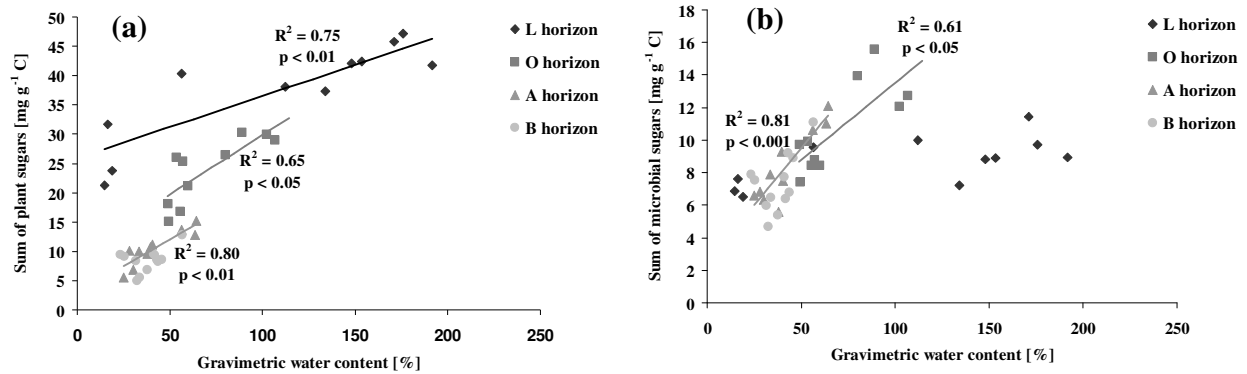 (a)
Sum of plant sugars [mg g⁻¹ C]
50
45
40
35
30
25
20
15
10
5
0
0 50 100 150 200 250
Gravimetric water content [%]
R² = 0.75
p < 0.01
R² = 0.65
p < 0.05
R² = 0.80
p < 0.01
L horizon
O horizon
A horizon
B horizon
(b)
Sum of microbial sugars [mg g⁻¹ C]
18
16
14
12
10
8
6
4
2
0
0 50 100 150 200 250
Gravimetric water content [%]
R² = 0.61
p < 0.05
R² = 0.81
p < 0.001
L horizon
O horizon
A horizon
B horizon